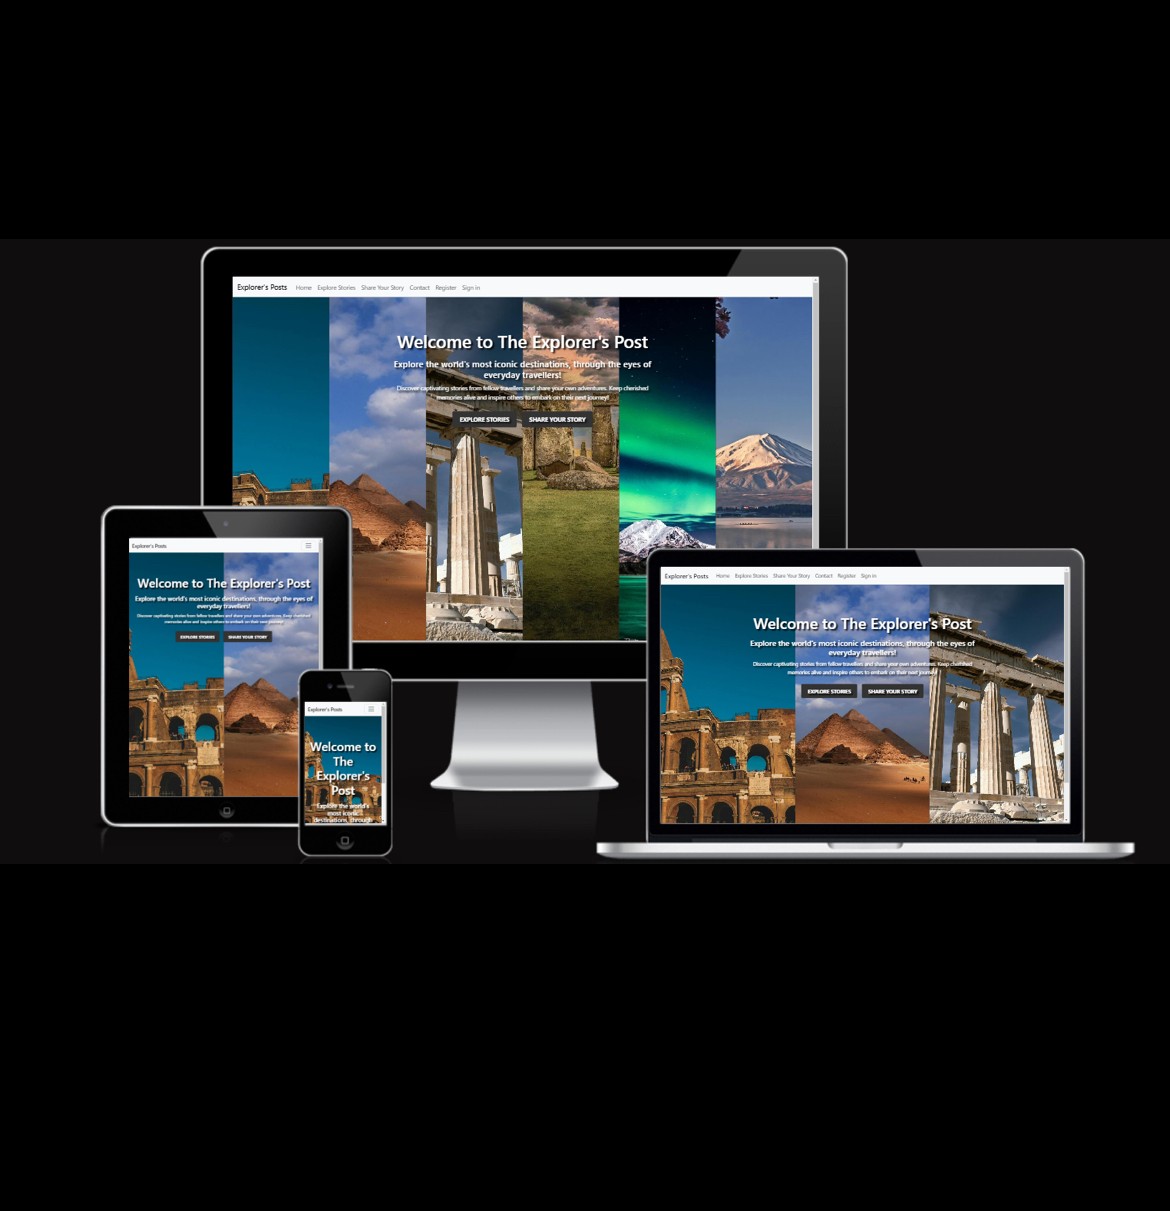 Explorer's Posts Home Explore Stories Share Your Story Contact Register Sign In
Welcome to The Explorer's Post
Explore the world's most iconic destinations, through the eyes of
everyday travellers!
Discover captivating stories from fellow travellers and share your own adventures. Keep cherished
memories alive and inspire others to embark on their next journey!
EXPLORE STORIES SHARE YOUR STORY
Explorer's Posts
Welcome to The Explorer's Post
Explore the world's most iconic destinations, through the eyes of
everyday travellers!
Discover captivating stories from fellow travellers and share your own adventures. Keep cherished
memories alive and inspire others to embark on their next journey!
EXPLORE STORIES SHARE YOUR STORY
Explorer's Posts
Welcome to
The
Explorer's
Post
Explore the world's
most iconic
destinations, through
Explorer's Posts Home Explore Stories Share Your Story Contact Register Sign In
Welcome to The Explorer's Post
Explore the world's most iconic destinations, through the eyes of
everyday travellers!
Discover captivating stories from fellow travellers and share your own adventures. Keep cherished
memories alive and inspire others to embark on their next journey!
EXPLORE STORIES SHARE YOUR STORY